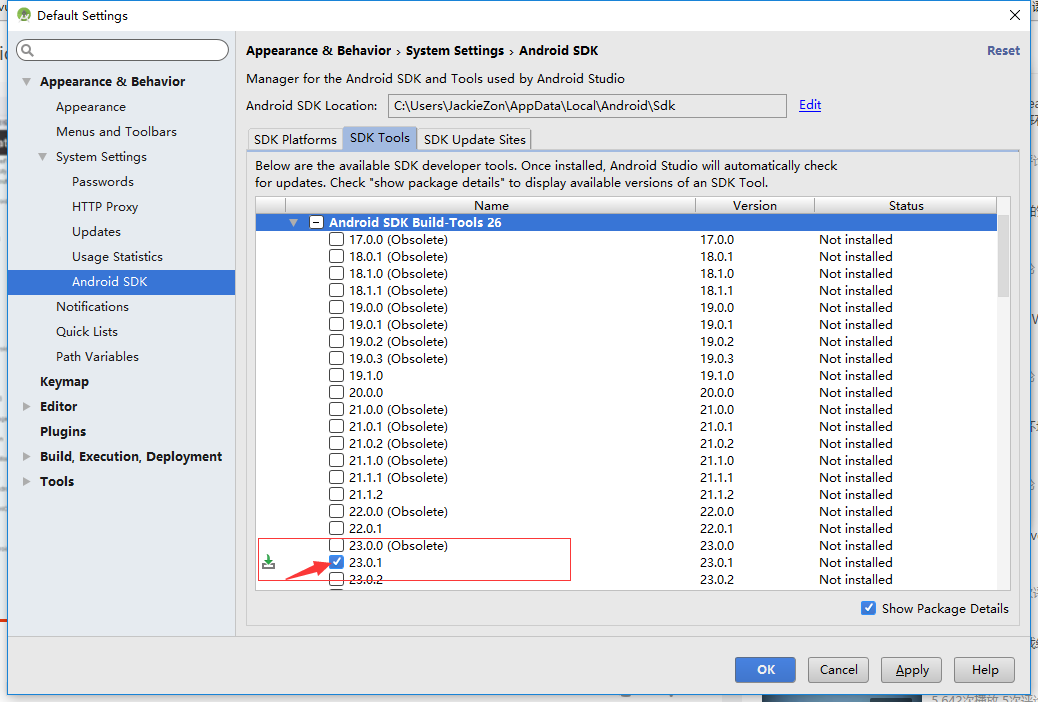 Default Settings
Appearance & Behavior › System Settings › Android SDK
Reset
Appearance & Behavior
Appearance
Menus and Toolbars
System Settings
Passwords
HTTP Proxy
Updates
Usage Statistics
Android SDK
Notifications
Quick Lists
Path Variables
Keymap
Editor
Plugins
Build, Execution, Deployment
Tools
Manager for the Android SDK and Tools used by Android Studio
Android SDK Location: C:\Users\JackieZon\AppData\Local\Android\Sdk Edit
SDK Platforms SDK Tools SDK Update Sites
Below are the available SDK developer tools. Once installed, Android Studio will automatically check
for updates. Check "show package details" to display available versions of an SDK Tool.
Name Version Status
Android SDK Build-Tools 26
17.0.0 (Obsolete) 17.0.0 Not installed
18.0.1 (Obsolete) 18.0.1 Not installed
18.1.0 (Obsolete) 18.1.0 Not installed
18.1.1 (Obsolete) 18.1.1 Not installed
19.0.0 (Obsolete) 19.0.0 Not installed
19.0.1 (Obsolete) 19.0.1 Not installed
19.0.2 (Obsolete) 19.0.2 Not installed
19.0.3 (Obsolete) 19.0.3 Not installed
19.1.0 19.1.0 Not installed
20.0.0 20.0.0 Not installed
21.0.0 (Obsolete) 21.0.0 Not installed
21.0.1 (Obsolete) 21.0.1 Not installed
21.0.2 (Obsolete) 21.0.2 Not installed
21.1.0 (Obsolete) 21.1.0 Not installed
21.1.1 (Obsolete) 21.1.1 Not installed
21.1.2 21.1.2 Not installed
22.0.0 (Obsolete) 22.0.0 Not installed
22.0.1 22.0.1 Not installed
23.0.0 (Obsolete) 23.0.0 Not installed
23.0.1 23.0.1 Not installed
23.0.2 23.0.2 Not installed
Show Package Details
OK Cancel Apply Help